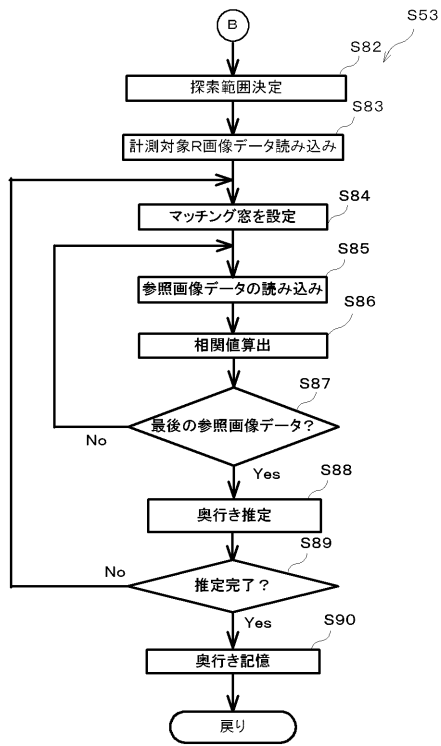 B
S53
S82
探索範囲決定
S83
計測対象R画像データ読み込み
S84
マッチング窓を設定
S85
参照画像データの読み込み
S86
相関値算出
S87
最後の参照画像データ?
No
Yes
S88
奥行き推定
S89
推定完了?
No
Yes
S90
奥行き記憶
戻り